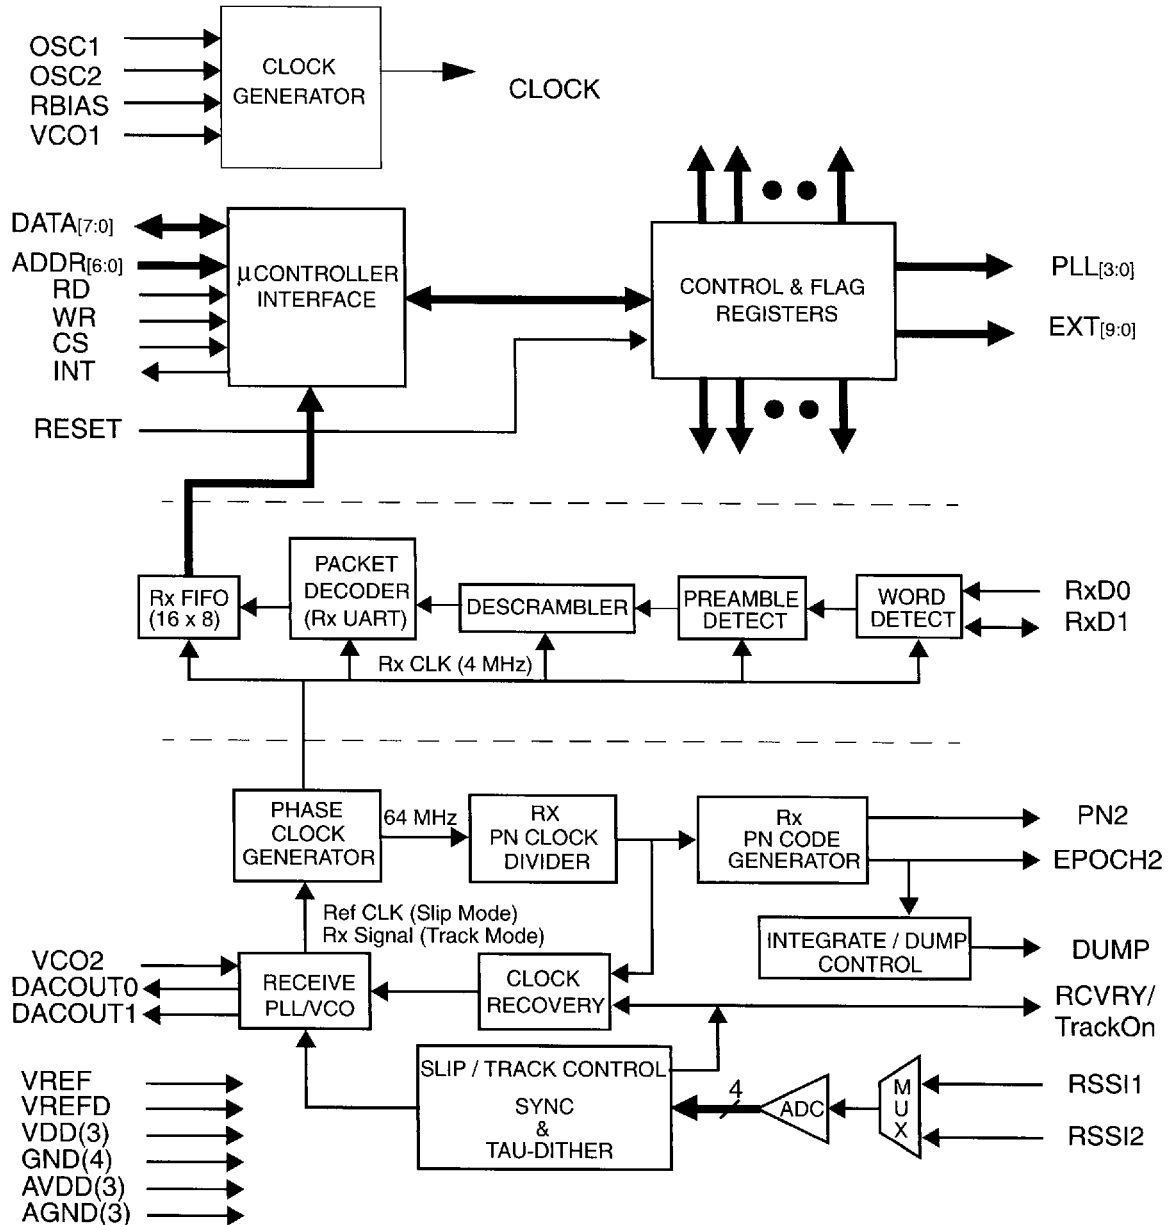 OSC1
OSC2
RBIAS
VCO1
CLOCK
GENERATOR
CLOCK
DATA[7:0]
ADDR[6:0]
RD
WR
CS
INT
RESET
µCONTROLLER
INTERFACE
CONTROL & FLAG
REGISTERS
PLL[3:0]
EXT[9:0]
Rx FIFO
(16 x 8)
PACKET
DECODER
(Rx UART)
DESCRAMBLER
PREAMBLE
DETECT
WORD
DETECT
RxD0
RxD1
Rx CLK (4 MHz)
PHASE
CLOCK
GENERATOR
64 MHz
RX
PN CLOCK
DIVIDER
Rx
PN CODE
GENERATOR
PN2
EPOCH2
Ref CLK (Slip Mode)
Rx Signal (Track Mode)
INTEGRATE / DUMP
CONTROL
DUMP
VCO2
DACOUT0
DACOUT1
RECEIVE
PLL/VCO
CLOCK
RECOVERY
RCVRY/
TrackOn
SLIP / TRACK CONTROL
SYNC
&
TAU-DITHER
4
ADC
MUX
RSSI1
RSSI2
VREF
VREFD
VDD(3)
GND(4)
AVDD(3)
AGND(3)